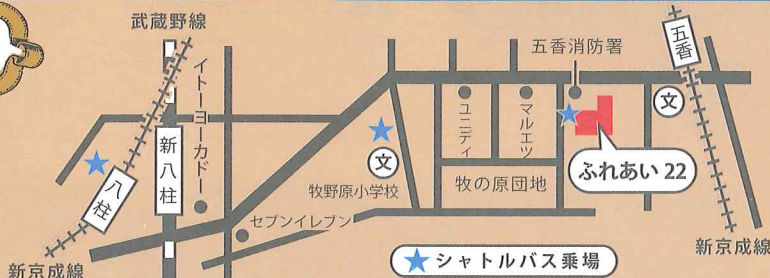 武蔵野線
イトーヨーカドー
新八柱
八柱
新京成線
セブンイレブン
文
牧野原小学校
ユニティ
マルエツ
牧の原団地
五香消防署
ふれあい 22
文
五香
新京成線
シャトルバス乗場